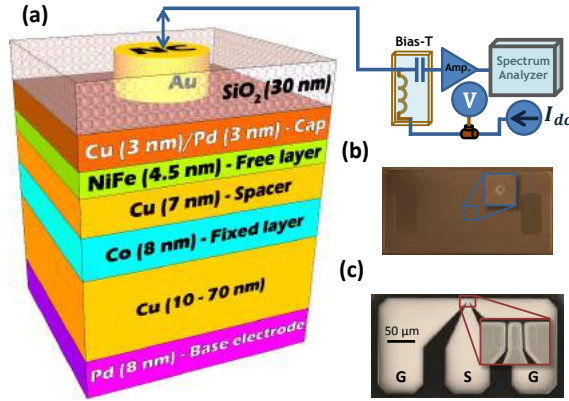 (a)
NC
Au
SiO₂ (30 nm)
Cu (3 nm)/Pd (3 nm) - Cap
NiFe (4.5 nm) - Free layer
Cu (7 nm) - Spacer
Co (8 nm) - Fixed layer
Cu (10 - 70 nm)
Pd (8 nm) - Base electrode
Bias-T
Amp.
Spectrum
Analyzer
V
I_dc
(b)
(c)
50 µm
G
S
G